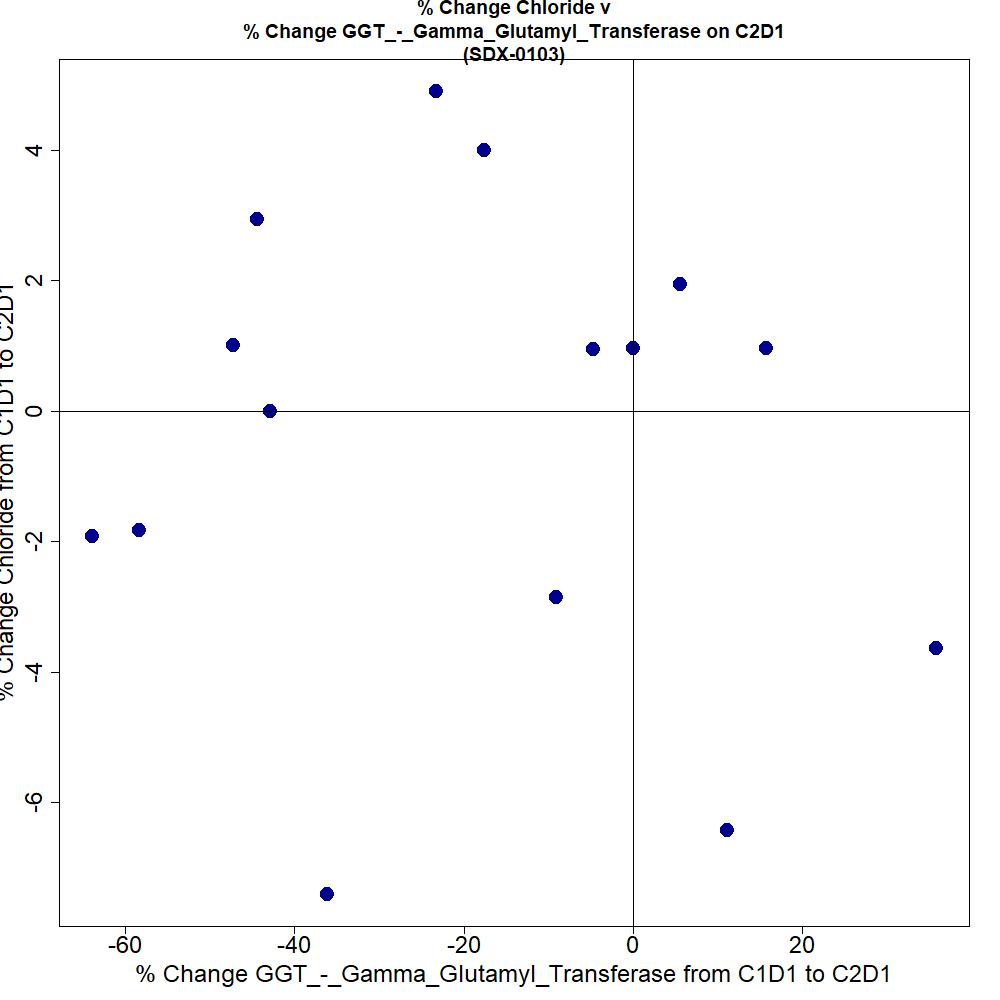 % Change Chloride v
% Change GGT_-_Gamma_Glutamyl_Transferase on C2D1
(SDX-0103)
% Change Chloride from C1D1 to C2D1
4
2
0
-2
-4
-6
-60
-40
-20
0
20
% Change GGT_-_Gamma_Glutamyl_Transferase from C1D1 to C2D1